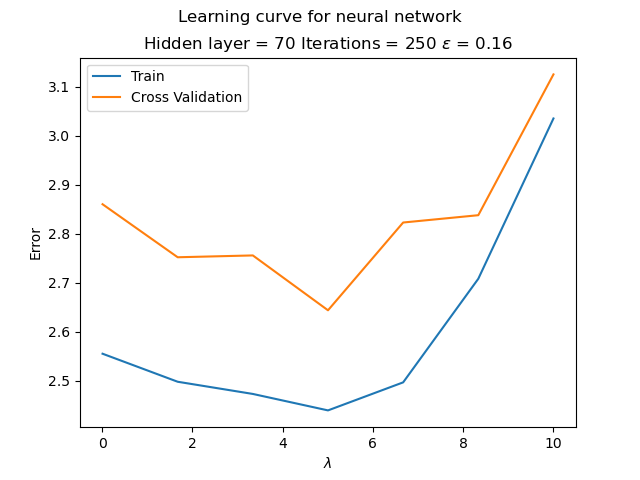 Learning curve for neural network
Hidden layer = 70 Iterations = 250 ε = 0.16
Train
Cross Validation
3.1
3.0
2.9
2.8
2.7
2.6
2.5
Error
0 2 4 6 8 10
λ